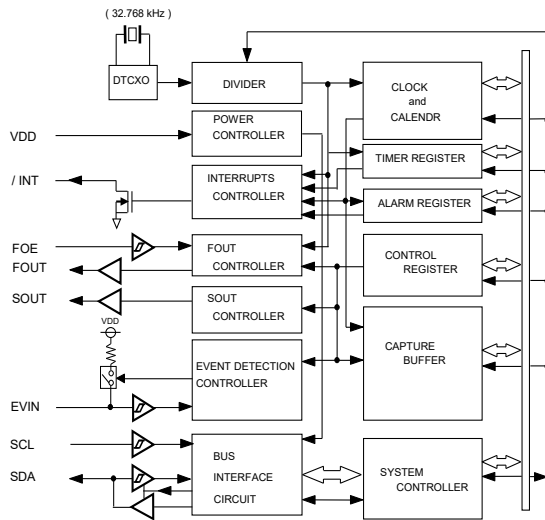 ( 32.768 kHz )
DTCXO
DIVIDER
CLOCK
and
CALENDR
VDD
POWER
CONTROLLER
TIMER REGISTER
/ INT
INTERRUPTS
CONTROLLER
ALARM REGISTER
FOE
FOUT
FOUT
CONTROLLER
CONTROL
REGISTER
SOUT
SOUT
CONTROLLER
VDD
EVENT DETECTION
CONTROLLER
CAPTURE
BUFFER
EVIN
SCL
SDA
BUS
INTERFACE
CIRCUIT
SYSTEM
CONTROLLER